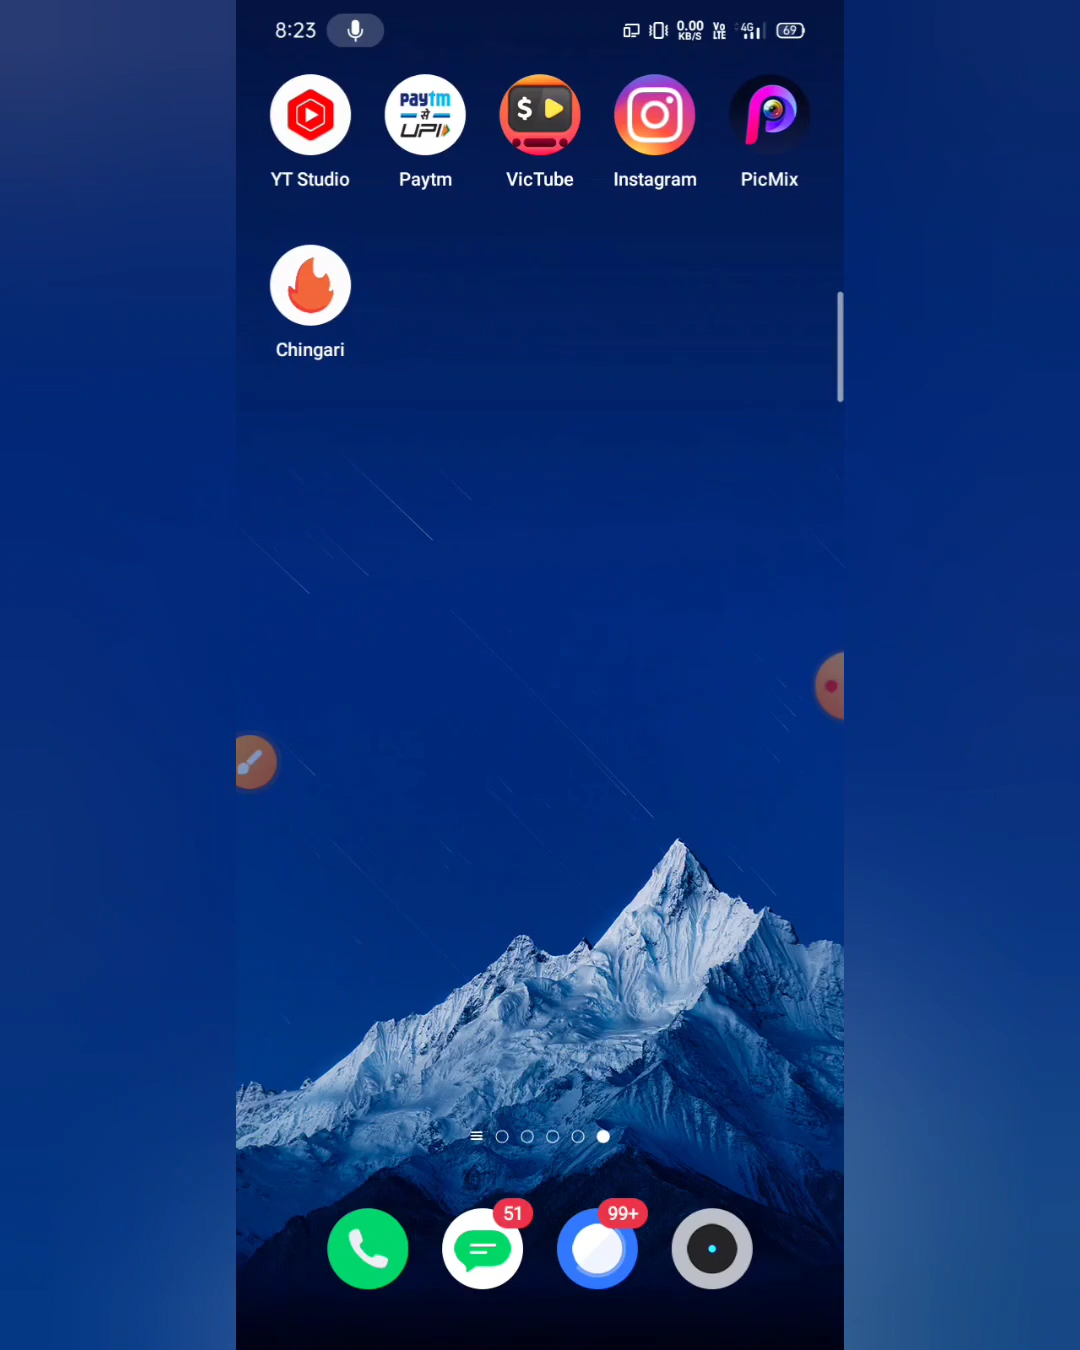 8:23 0.00 KB/S Vo LTE 4G 69
paytm
से
UPI
$
YT Studio Paytm VicTube Instagram PicMix
Chingari
51 99+